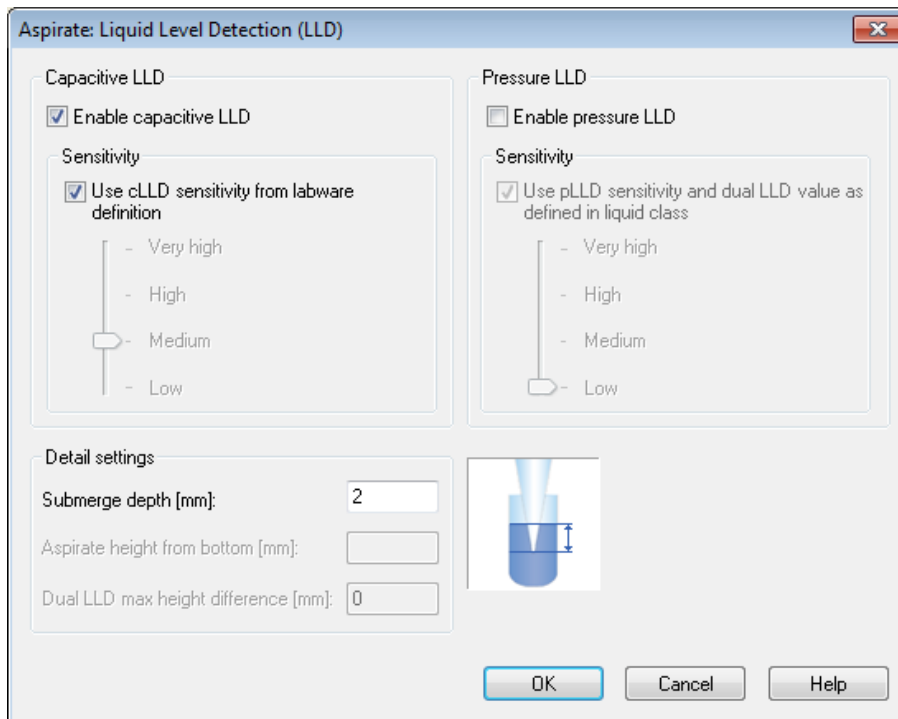 Aspirate: Liquid Level Detection (LLD)
Capacitive LLD
Enable capacitive LLD
Sensitivity
Use cLLD sensitivity from labware
definition
- Very high
- High
- Medium
- Low
Pressure LLD
Enable pressure LLD
Sensitivity
Use pLLD sensitivity and dual LLD value as
defined in liquid class
- Very high
- High
- Medium
- Low
Detail settings
Submerge depth [mm]: 2
Aspirate height from bottom [mm]:
Dual LLD max height difference [mm]: 0
OK Cancel Help